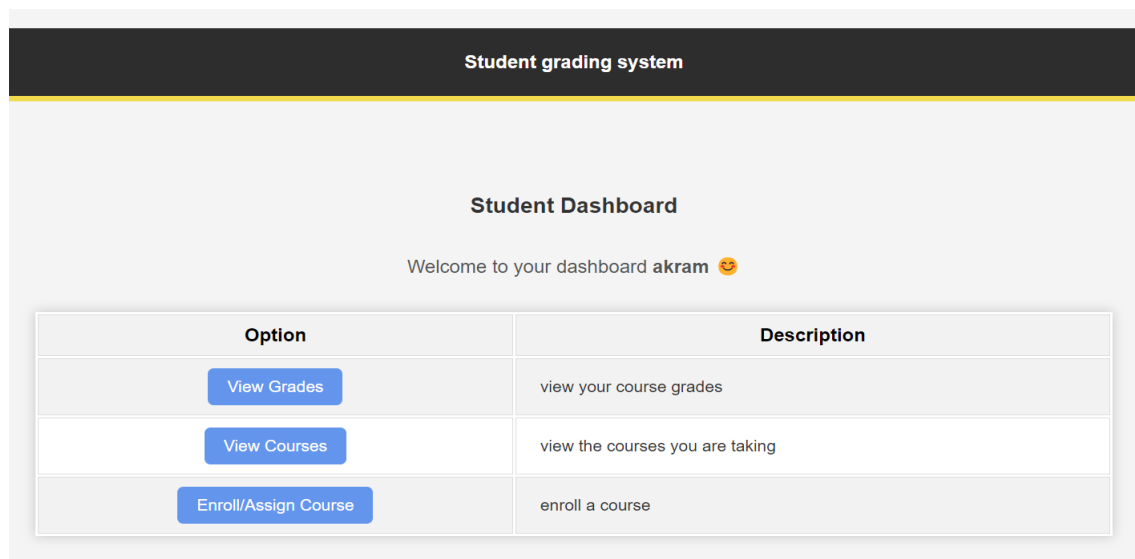 Student grading system
Student Dashboard
Welcome to your dashboard akram 😊
Option Description
View Grades view your course grades
View Courses view the courses you are taking
Enroll/Assign Course enroll a course